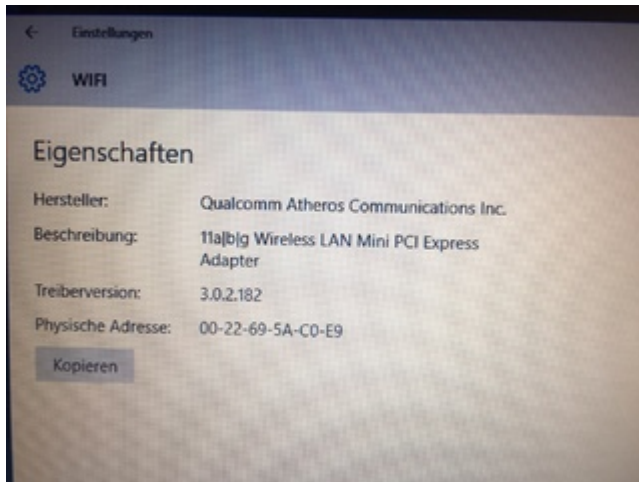 Einstellungen
WIFI
Eigenschaften
Hersteller: Qualcomm Atheros Communications Inc.
Beschreibung: 11a|b|g Wireless LAN Mini PCI Express
Adapter
Treiberversion: 3.0.2.182
Physische Adresse: 00-22-69-5A-C0-E9
Kopieren